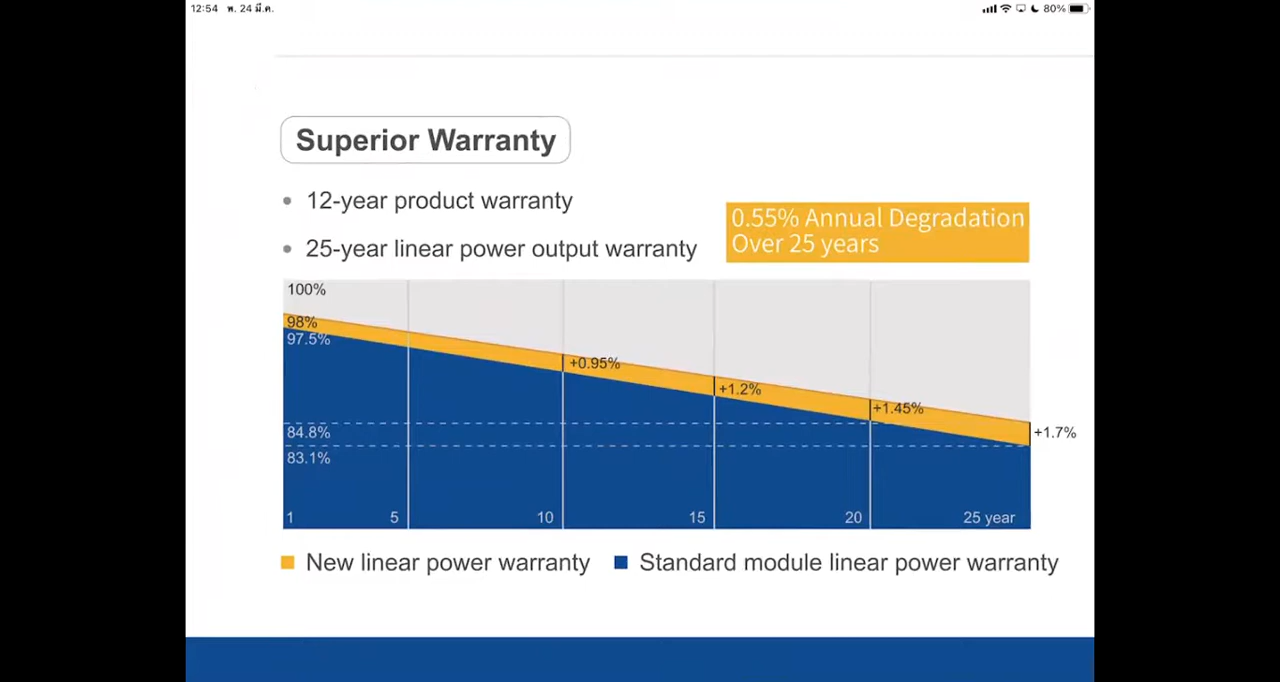 12:54 พ. 24 มี.ค.
80%
Superior Warranty
• 12-year product warranty
• 25-year linear power output warranty
0.55% Annual Degradation
Over 25 years
100%
98%
97.5%
+0.95%
+1.2%
+1.45%
+1.7%
84.8%
83.1%
1 5 10 15 20 25 year
New linear power warranty
Standard module linear power warranty